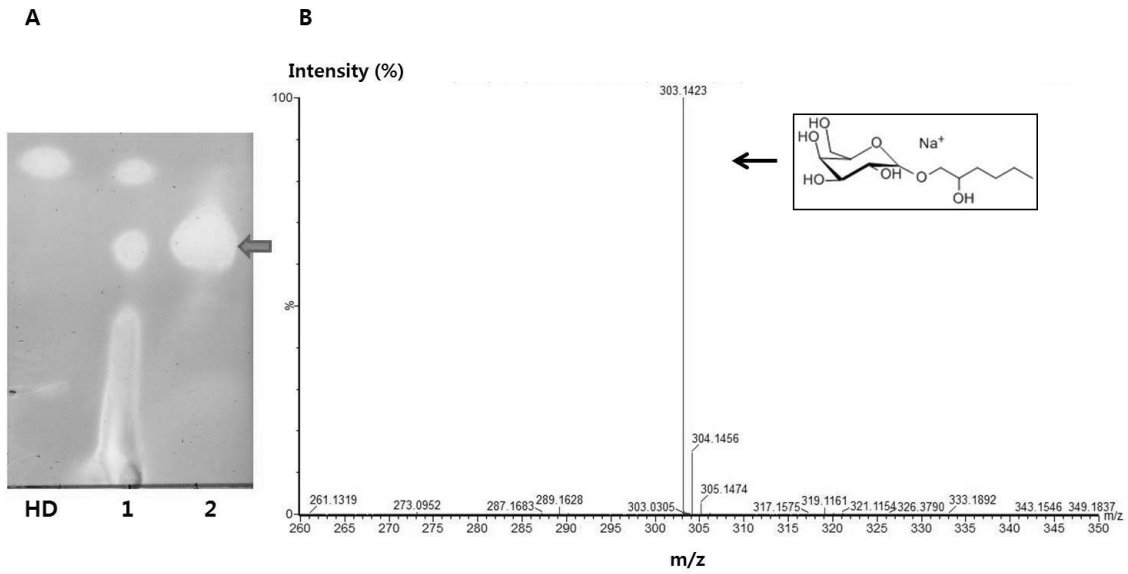 A
B
Intensity (%)
100
303.1423
HO
HO
O
Na+
HO
OH
O
OH
%
304.1456
305.1474
261.1319
273.0952
287.1683
289.1628
303.0305
317.1575
319.1161
321.1154
326.3790
333.1892
343.1546
349.1837
0
m/z
260 265 270 275 280 285 290 295 300 305 310 315 320 325 330 335 340 345 350
HD 1 2
m/z